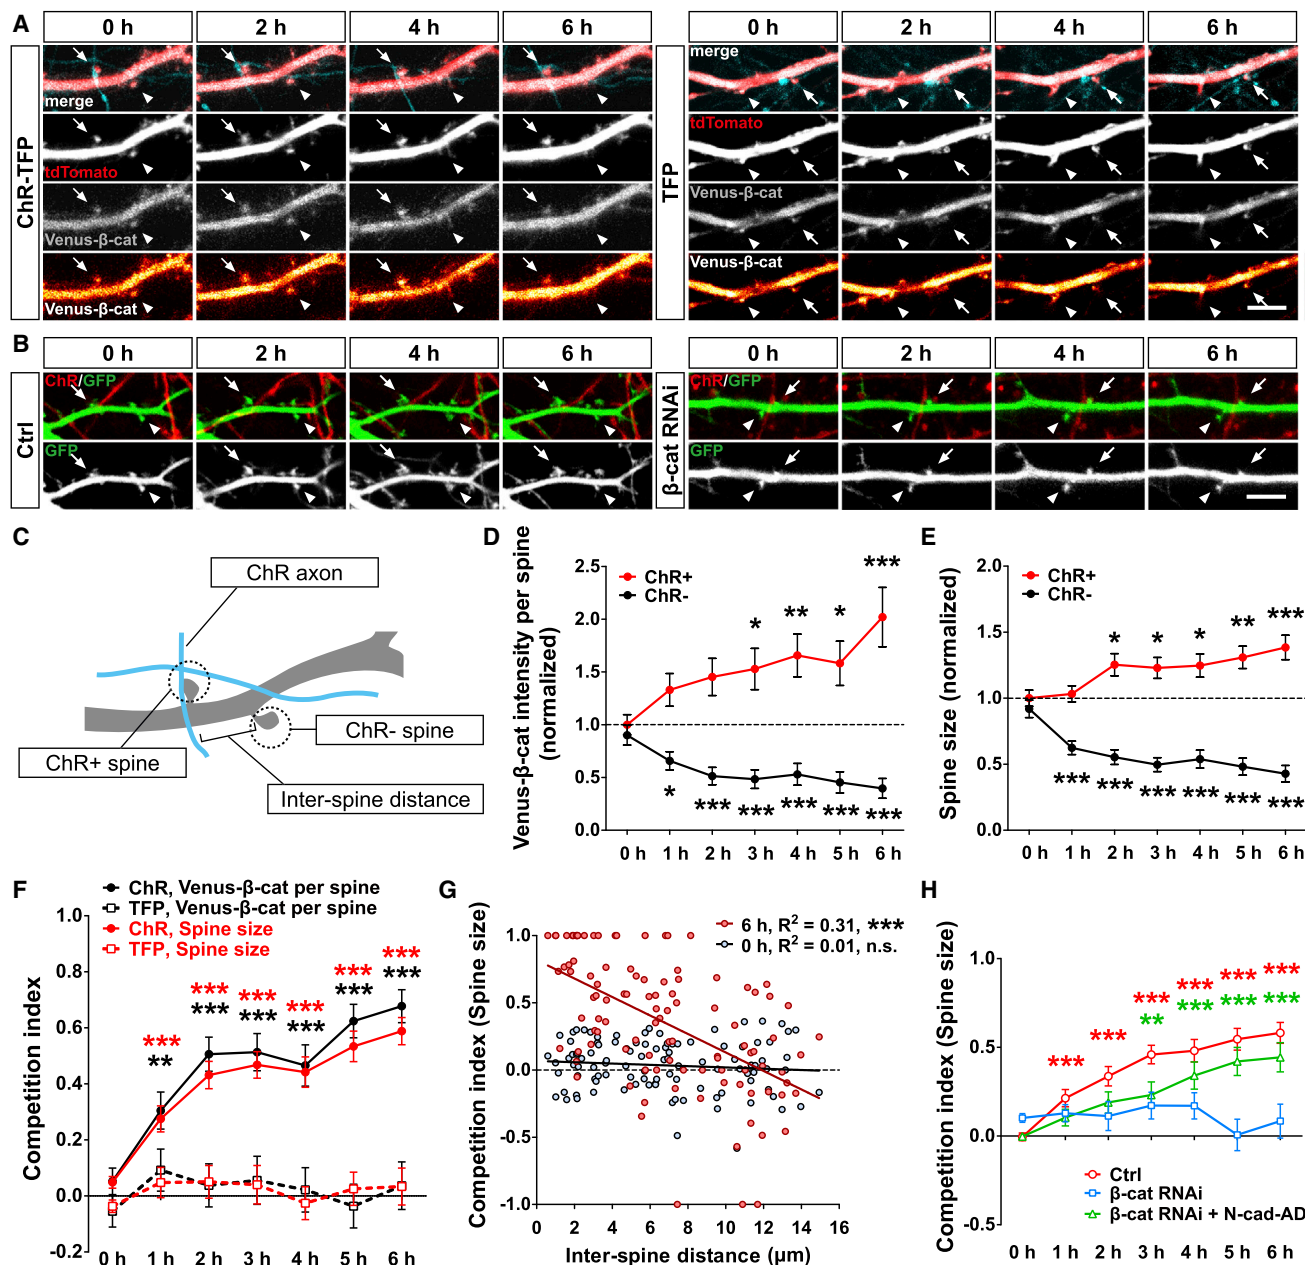 A
0 h
2 h
4 h
6 h
0 h
2 h
4 h
6 h
ChR-TFP
merge
tdTomato
Venus-β-cat
Venus-β-cat
TFP
merge
tdTomato
Venus-β-cat
Venus-β-cat
B
0 h
2 h
4 h
6 h
0 h
2 h
4 h
6 h
Ctrl
ChR/GFP
GFP
β-cat RNAi
ChR/GFP
GFP
C
ChR axon
ChR- spine
ChR+ spine
Inter-spine distance
D
Venus-β-cat intensity per spine
(normalized)
2.5
2.0
1.5
1.0
0.5
0.0
ChR+
ChR-
*
**
*
***
*
***
***
***
***
***
0 h 1 h 2 h 3 h 4 h 5 h 6 h
E
Spine size (normalized)
2.0
1.5
1.0
0.5
0.0
ChR+
ChR-
*
*
*
**
***
***
***
***
***
***
***
0 h 1 h 2 h 3 h 4 h 5 h 6 h
F
ChR, Venus-β-cat per spine
TFP, Venus-β-cat per spine
ChR, Spine size
TFP, Spine size
Competition index
1.0
0.8
0.6
0.4
0.2
0.0
-0.2
***
**
***
***
***
***
***
***
***
***
***
***
0 h 1 h 2 h 3 h 4 h 5 h 6 h
G
Competition index (Spine size)
6 h, R² = 0.31, ***
0 h, R² = 0.01, n.s.
1.0
0.5
0.0
-0.5
-1.0
0 2 4 6 8 10 12 14 16
Inter-spine distance (μm)
H
Competition index (Spine size)
1.0
0.5
0.0
-0.5
***
***
***
**
***
***
***
***
***
***
Ctrl
β-cat RNAi
β-cat RNAi + N-cad-AD
0 h 1 h 2 h 3 h 4 h 5 h 6 h